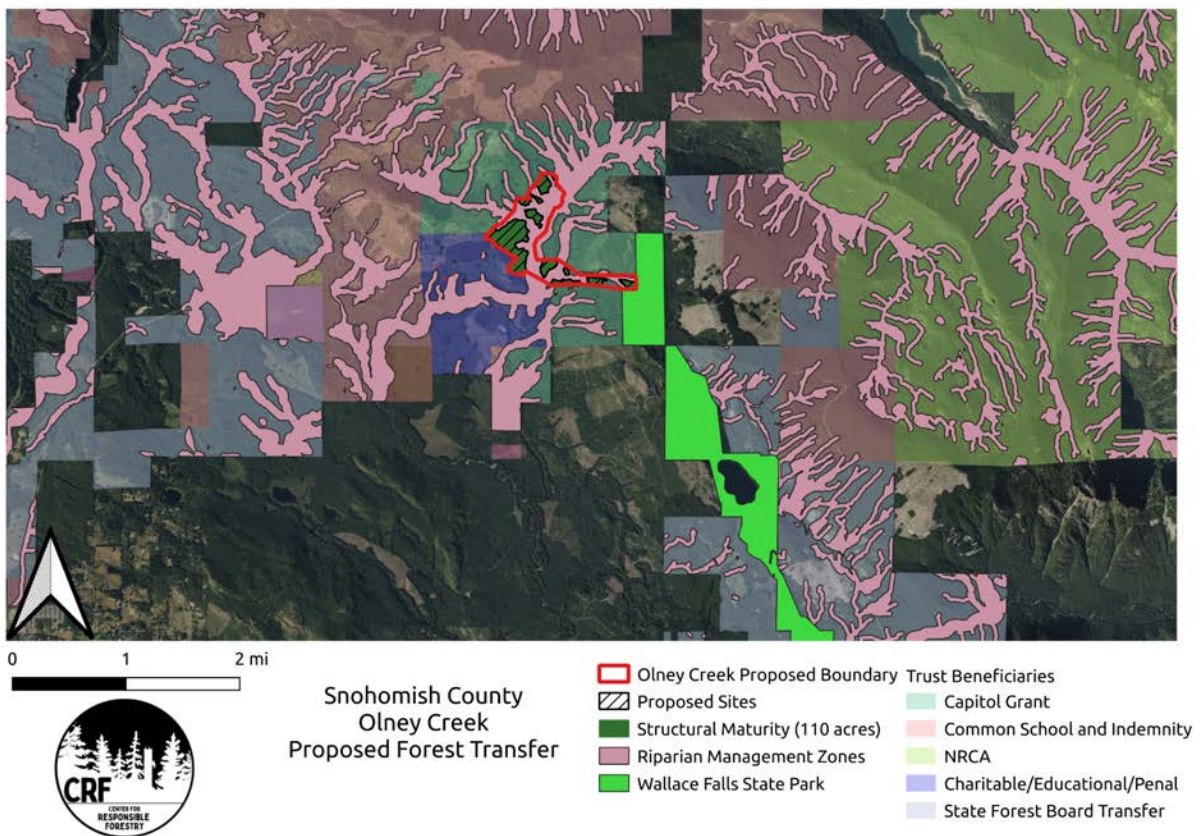 0 1 2 mi
CRF
CENTER FOR
RESPONSIBLE
FORESTRY
Snohomish County
Olney Creek
Proposed Forest Transfer
Olney Creek Proposed Boundary
Proposed Sites
Structural Maturity (110 acres)
Riparian Management Zones
Wallace Falls State Park
Trust Beneficiaries
Capitol Grant
Common School and Indemnity
NRCA
Charitable/Educational/Penal
State Forest Board Transfer